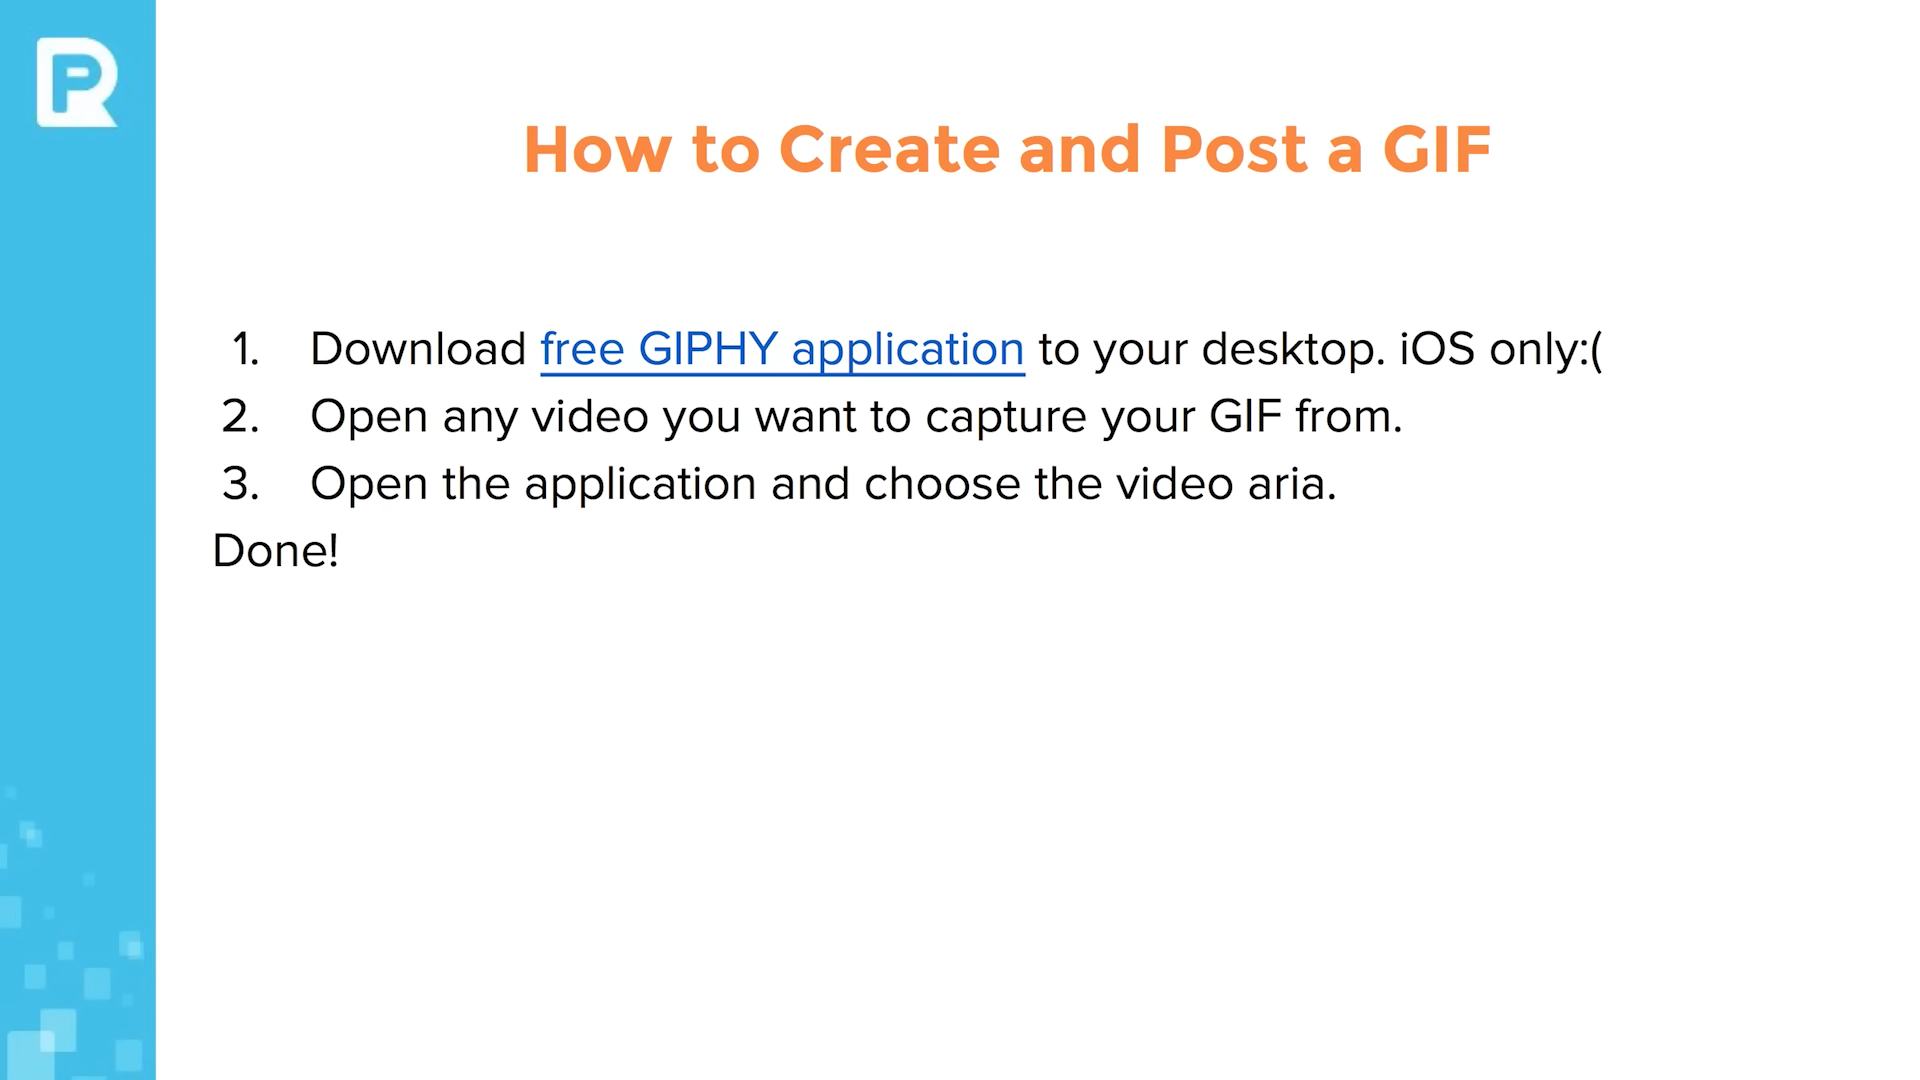 How to Create and Post a GIF
1. Download free GIPHY application to your desktop. iOS only:(
2. Open any video you want to capture your GIF from.
3. Open the application and choose the video aria.
Done!